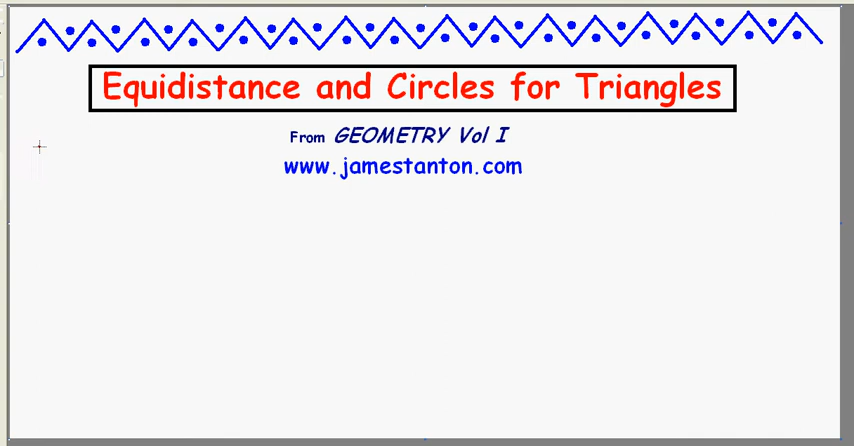 Equidistance and Circles for Triangles
From GEOMETRY Vol I
www.jamestanton.com